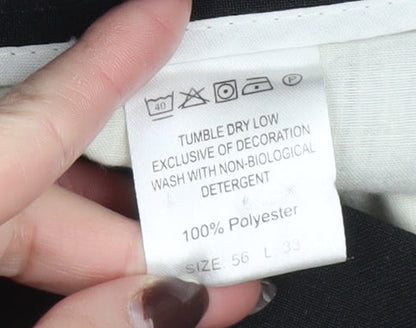 40 P
TUMBLE DRY LOW
EXCLUSIVE OF DECORATION
WASH WITH NON-BIOLOGICAL
DETERGENT
100% Polyester
SIZE: 56 L 33